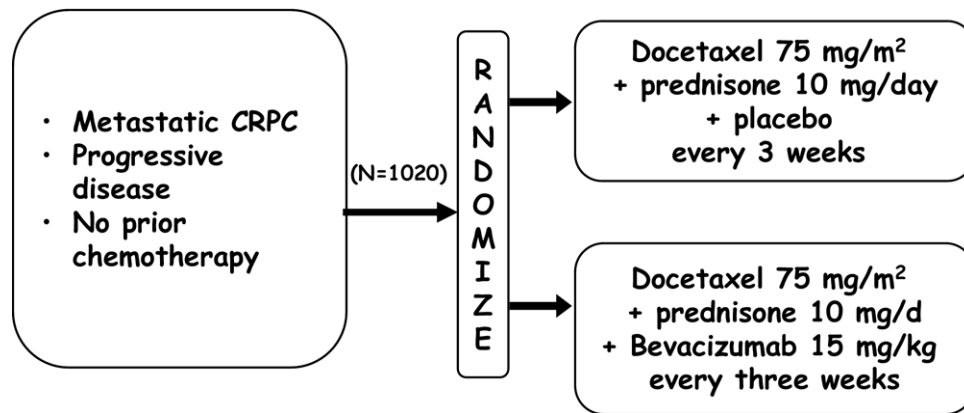 · Metastatic CRPC
· Progressive
disease
· No prior
chemotherapy
(N=1020)
RANDOMIZE
Docetaxel 75 mg/m²
+ prednisone 10 mg/day
+ placebo
every 3 weeks
Docetaxel 75 mg/m²
+ prednisone 10 mg/d
+ Bevacizumab 15 mg/kg
every three weeks